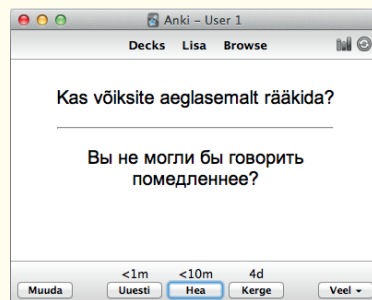 Anki – User 1
Decks Lisa Browse
Kas võiksite aeglasemalt rääkida?
Вы не могли бы говорить
помедленнее?
<1m <10m 4d
Muuda Uuesti Hea Kerge Veel